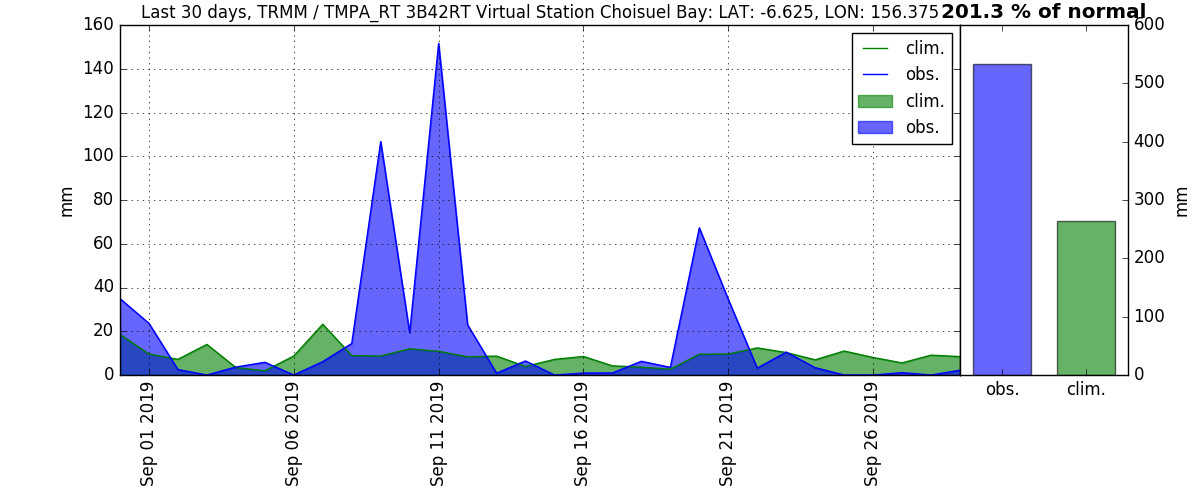 Last 30 days, TRMM / TMPA_RT 3B42RT Virtual Station Choisuel Bay: LAT: -6.625, LON: 156.375
201.3 % of normal
160
140
120
100
80
60
40
20
0
mm
clim.
obs.
clim.
obs.
Sep 01 2019
Sep 06 2019
Sep 11 2019
Sep 16 2019
Sep 21 2019
Sep 26 2019
600
500
400
300
200
100
0
mm
obs.
clim.